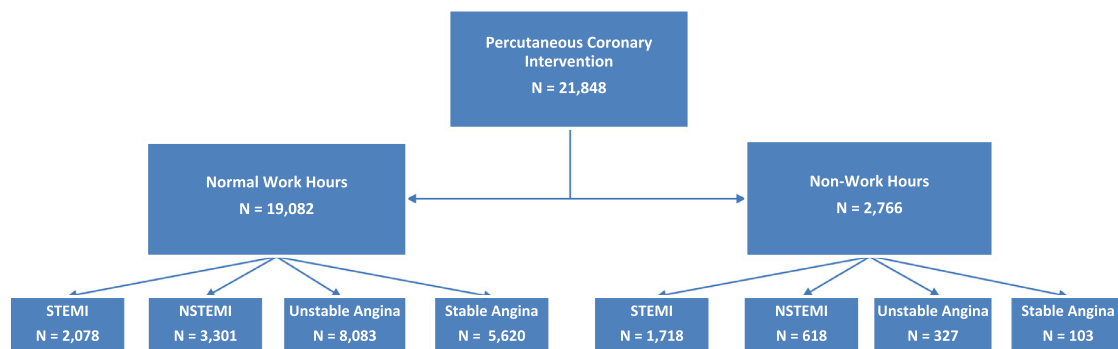 Percutaneous Coronary
Intervention
N = 21,848
Normal Work Hours
N = 19,082
Non-Work Hours
N = 2,766
STEMI
N = 2,078
NSTEMI
N = 3,301
Unstable Angina
N = 8,083
Stable Angina
N = 5,620
STEMI
N = 1,718
NSTEMI
N = 618
Unstable Angina
N = 327
Stable Angina
N = 103